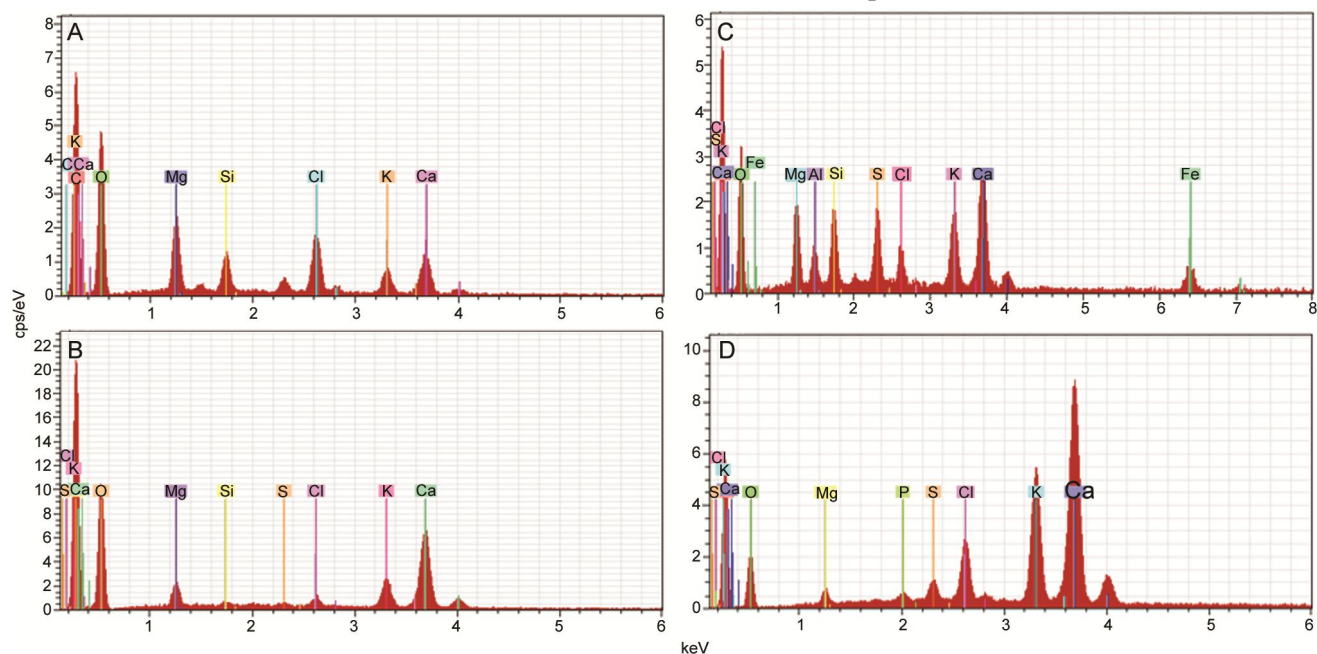 A
8
7
6
5
4
3
2
1
0
K
CCa
C O Mg Si Cl K Ca
1 2 3 4 5 6
C
6
5
4
3
2
1
0
Cl
S
K
Fe
Ca O Mg Al Si S Cl K Ca Fe
1 2 3 4 5 6 7 8
cps/eV
B
22
20
18
16
14
12
10
8
6
4
2
0
Cl
K
S Ca O Mg Si S Cl K Ca
1 2 3 4 5 6
D
10
8
6
4
2
0
Cl
K
S Ca O Mg P S Cl K Ca
1 2 3 4 5 6
keV